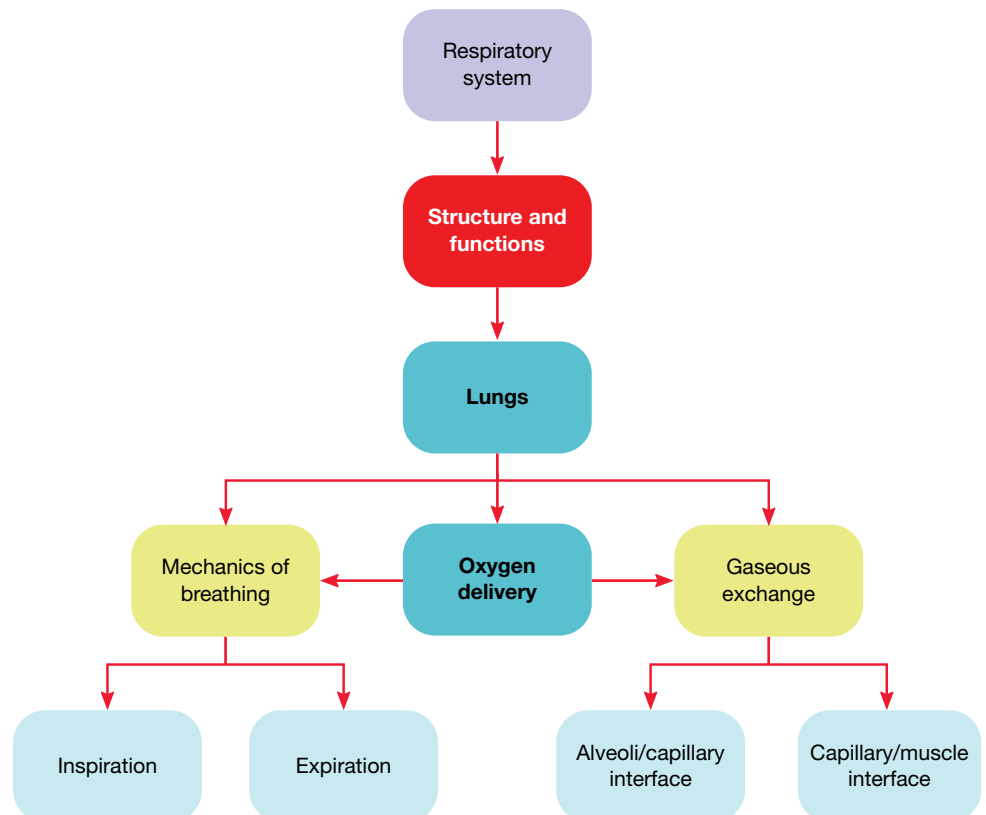 Respiratory
system
Structure and
functions
Lungs
Mechanics of
breathing
Oxygen
delivery
Gaseous
exchange
Inspiration
Expiration
Alveoli/capillary
interface
Capillary/muscle
interface